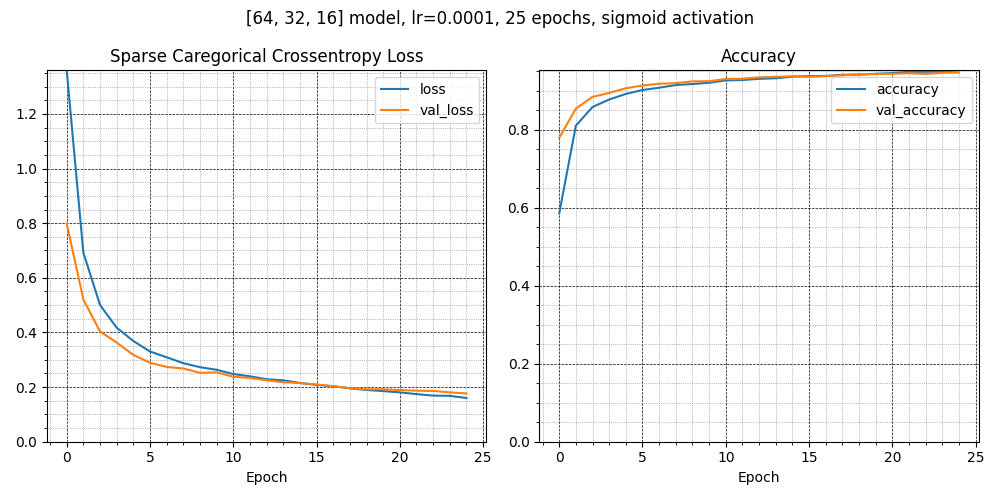 [64, 32, 16] model, lr=0.0001, 25 epochs, sigmoid activation
Sparse Caregorical Crossentropy Loss
loss
val_loss
1.2
1.0
0.8
0.6
0.4
0.2
0.0
0 5 10 15 20 25
Epoch
Accuracy
accuracy
val_accuracy
0.8
0.6
0.4
0.2
0.0
0 5 10 15 20 25
Epoch